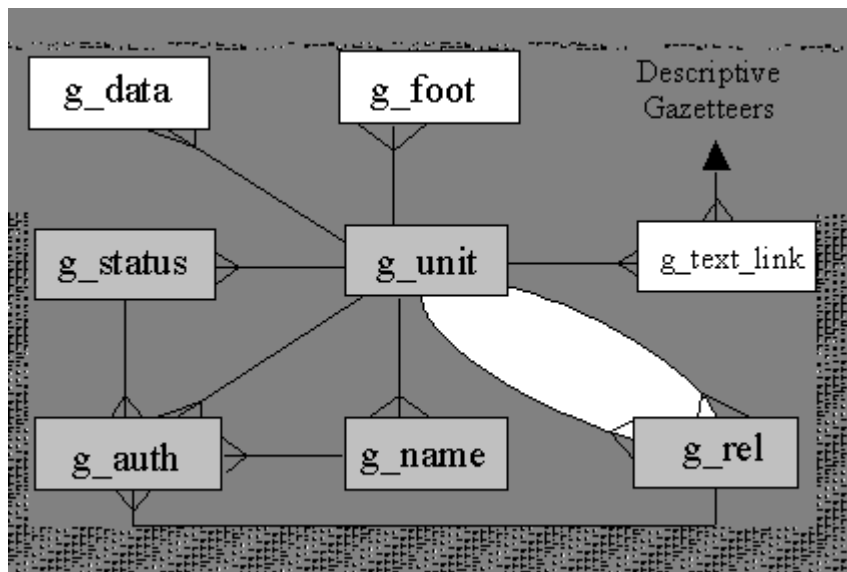 g_data
g_foot
Descriptive
Gazetteers
g_status
g_unit
g_text_link
g_auth
g_name
g_rel